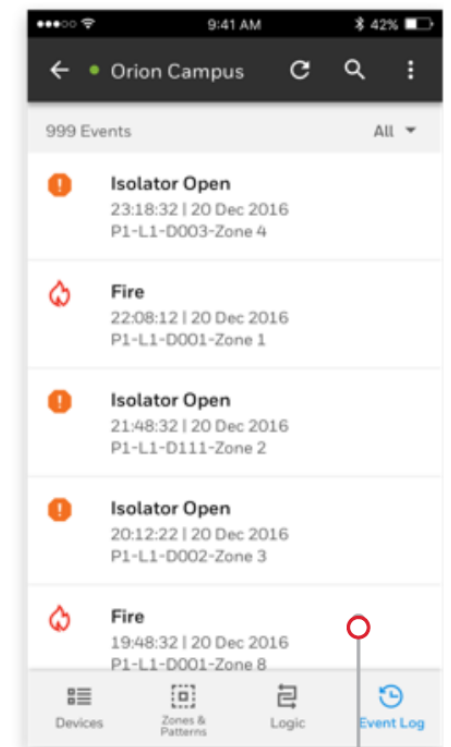 9:41 AM 42%
Orion Campus
999 Events All
Isolator Open
23:18:32 | 20 Dec 2016
P1-L1-D003-Zone 4
Fire
22:08:12 | 20 Dec 2016
P1-L1-D001-Zone 1
Isolator Open
21:48:32 | 20 Dec 2016
P1-L1-D111-Zone 2
Isolator Open
20:12:22 | 20 Dec 2016
P1-L1-D002-Zone 3
Fire
19:48:32 | 20 Dec 2016
P1-L1-D001-Zone 8
Devices
Zones &
Patterns
Logic
Event Log